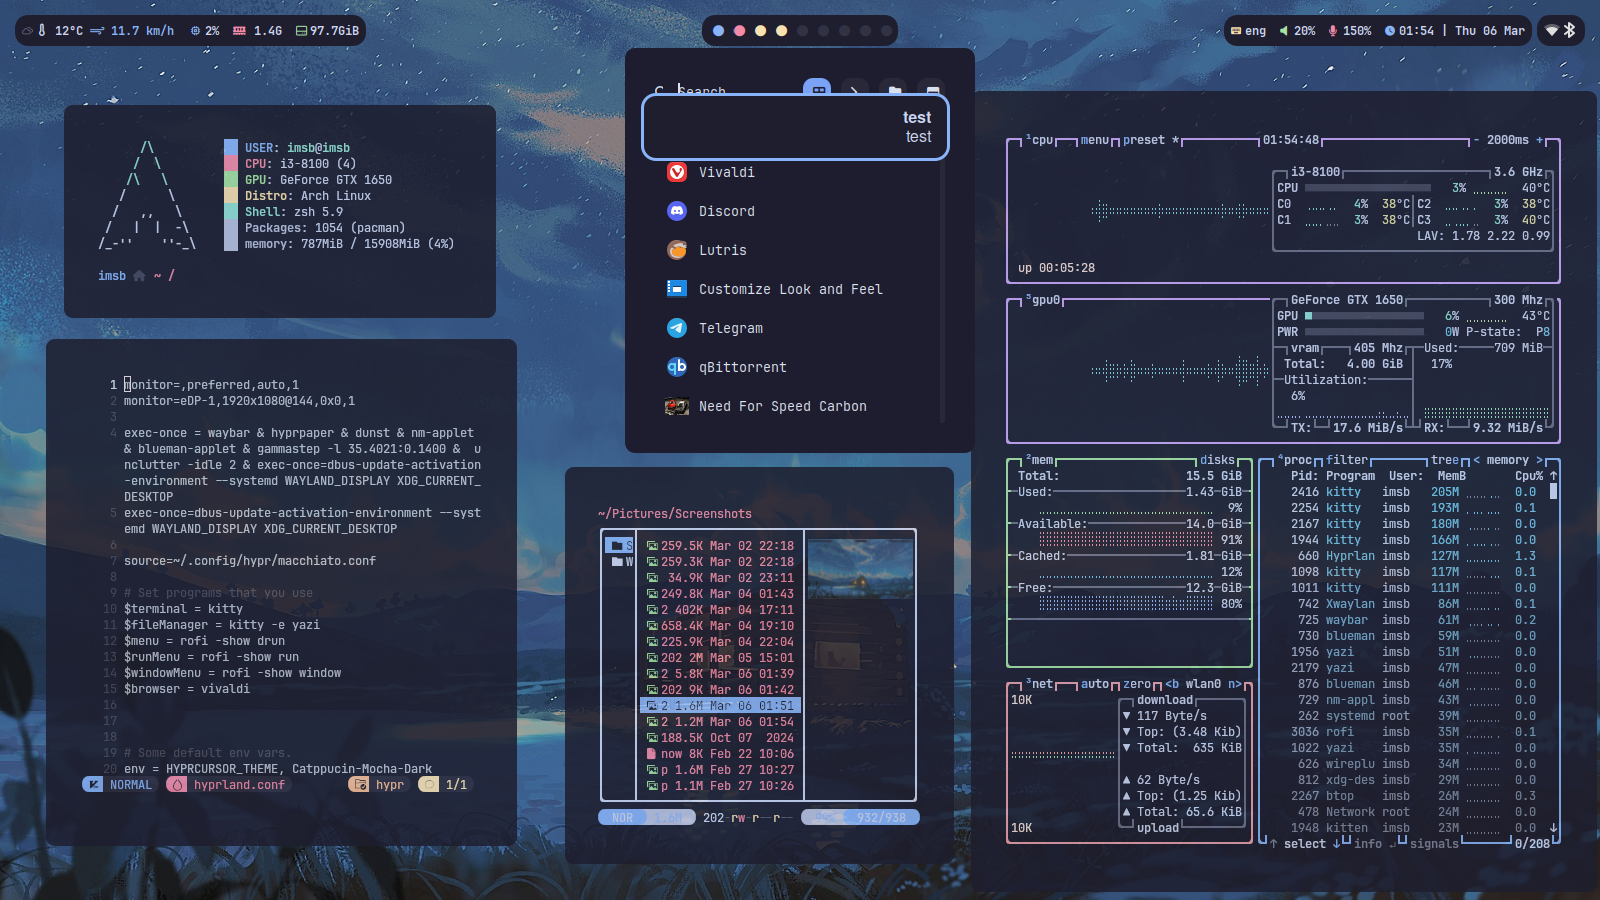 12°C 11.7 km/h 2% 1.4G 97.7GiB
eng 20% 150% 01:54 | Thu 06 Mar
USER: imsb@imsb
CPU: i3-8100 (4)
GPU: GeForce GTX 1650
Distro: Arch Linux
Shell: zsh 5.9
Packages: 1054 (pacman)
memory: 787MiB / 15908MiB (4%)
imsb ~ /
1 monitor=,preferred,auto,1
2 monitor=eDP-1,1920x1080@144,0x0,1
3
4 exec-once = waybar & hyprpaper & dunst & nm-applet
& blueman-applet & gammastep -l 35.4021:0.1400 & u
nclutter -idle 2 & exec-once=dbus-update-activation
-environment --systemd WAYLAND_DISPLAY XDG_CURRENT_
DESKTOP
5 exec-once=dbus-update-activation-environment --syst
emd WAYLAND_DISPLAY XDG_CURRENT_DESKTOP
6
7 source=~/.config/hypr/macchiato.conf
8
9 # Set programs that you use
10 $terminal = kitty
11 $fileManager = kitty -e yazi
12 $menu = rofi -show drun
13 $runMenu = rofi -show run
14 $windowMenu = rofi -show window
15 $browser = vivaldi
16
17
18
19 # Some default env vars.
20 env = HYPRCURSOR_THEME, Catppucin-Mocha-Dark
NORMAL hyprland.conf hypr 1/1
Search
test
test
Vivaldi
Discord
Lutris
Customize Look and Feel
Telegram
qBittorrent
Need For Speed Carbon
~/Pictures/Screenshots
S
W
259.5K Mar 02 22:18
259.3K Mar 02 22:18
34.9K Mar 02 23:11
249.8K Mar 04 01:43
2 402K Mar 04 17:11
658.4K Mar 04 19:10
225.9K Mar 04 22:04
202 2M Mar 05 15:01
2 5.8K Mar 06 01:39
202 9K Mar 06 01:42
2 1.6M Mar 06 01:51
2 1.2M Mar 06 01:54
188.5K Oct 07 2024
now 8K Feb 22 10:06
p 1.6M Feb 27 10:27
p 1.1M Feb 27 10:26
NOR 1.6M 202-rw-r--r-- 932/938
¹cpu menu preset * 01:54:48 - 2000ms +
i3-8100 3.6 GHz
CPU 3% 40°C
C0 4% 38°C C2 3% 38°C
C1 3% 38°C C3 3% 40°C
LAV: 1.78 2.22 0.99
up 00:05:28
⁵gpu0 GeForce GTX 1650 300 Mhz
GPU 6% 43°C
PWR 0W P-state: P8
vram 405 Mhz Used: 709 MiB
Total: 4.00 GiB 17%
Utilization:
6%
TX: 17.6 MiB/s RX: 9.32 MiB/s
²mem disks
Total: 15.5 GiB
Used: 1.43 GiB
9%
Available: 14.0 GiB
91%
Cached: 1.81 GiB
12%
Free: 12.3 GiB
80%
³net auto zero <b wlan0 n>
10K download
▼ 117 Byte/s
▼ Top: (3.48 Kib)
▼ Total: 635 KiB
▲ 62 Byte/s
▲ Top: (1.25 Kib)
▲ Total: 65.6 KiB
10K upload
⁴proc filter tree < memory >
Pid: Program User: MemB Cpu% ↑
2416 kitty imsb 205M 0.0
2254 kitty imsb 193M 0.1
2167 kitty imsb 180M 0.0
1944 kitty imsb 166M 0.0
660 Hyprlan imsb 127M 1.3
1098 kitty imsb 117M 0.1
1011 kitty imsb 111M 0.0
742 Xwaylan imsb 86M 0.1
725 waybar imsb 61M 0.2
730 blueman imsb 59M 0.0
1956 yazi imsb 51M 0.0
2179 yazi imsb 47M 0.0
876 blueman imsb 46M 0.0
729 nm-appl imsb 43M 0.0
262 systemd root 39M 0.0
3036 rofi imsb 35M 0.1
1022 yazi imsb 35M 0.0
626 wireplu imsb 34M 0.0
812 xdg-des imsb 29M 0.0
2267 btop imsb 26M 0.3
478 Network root 24M 0.0
1948 kitten imsb 23M 0.0 ↓
↑ select ↓ info ↵ signals 0/208